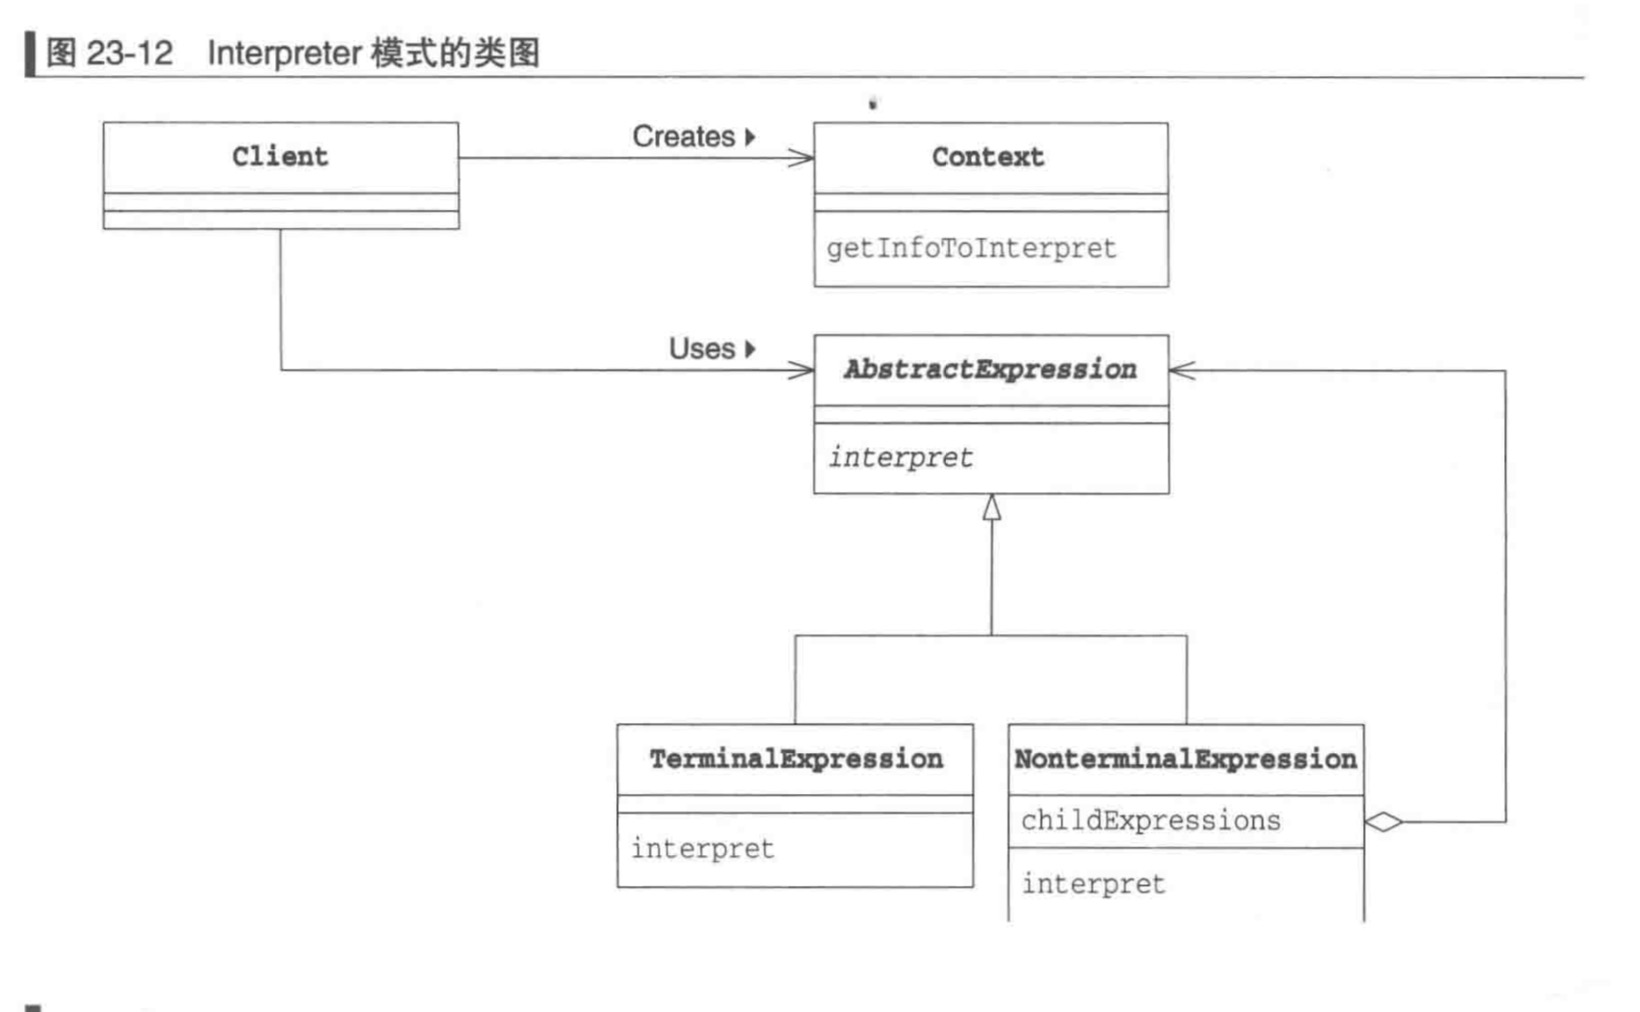 图 23-12 Interpreter 模式的类图
Client
Creates
Context
getInfoToInterpret
Uses
AbstractExpression
interpret
TerminalExpression
interpret
NonterminalExpression
childExpressions
interpret